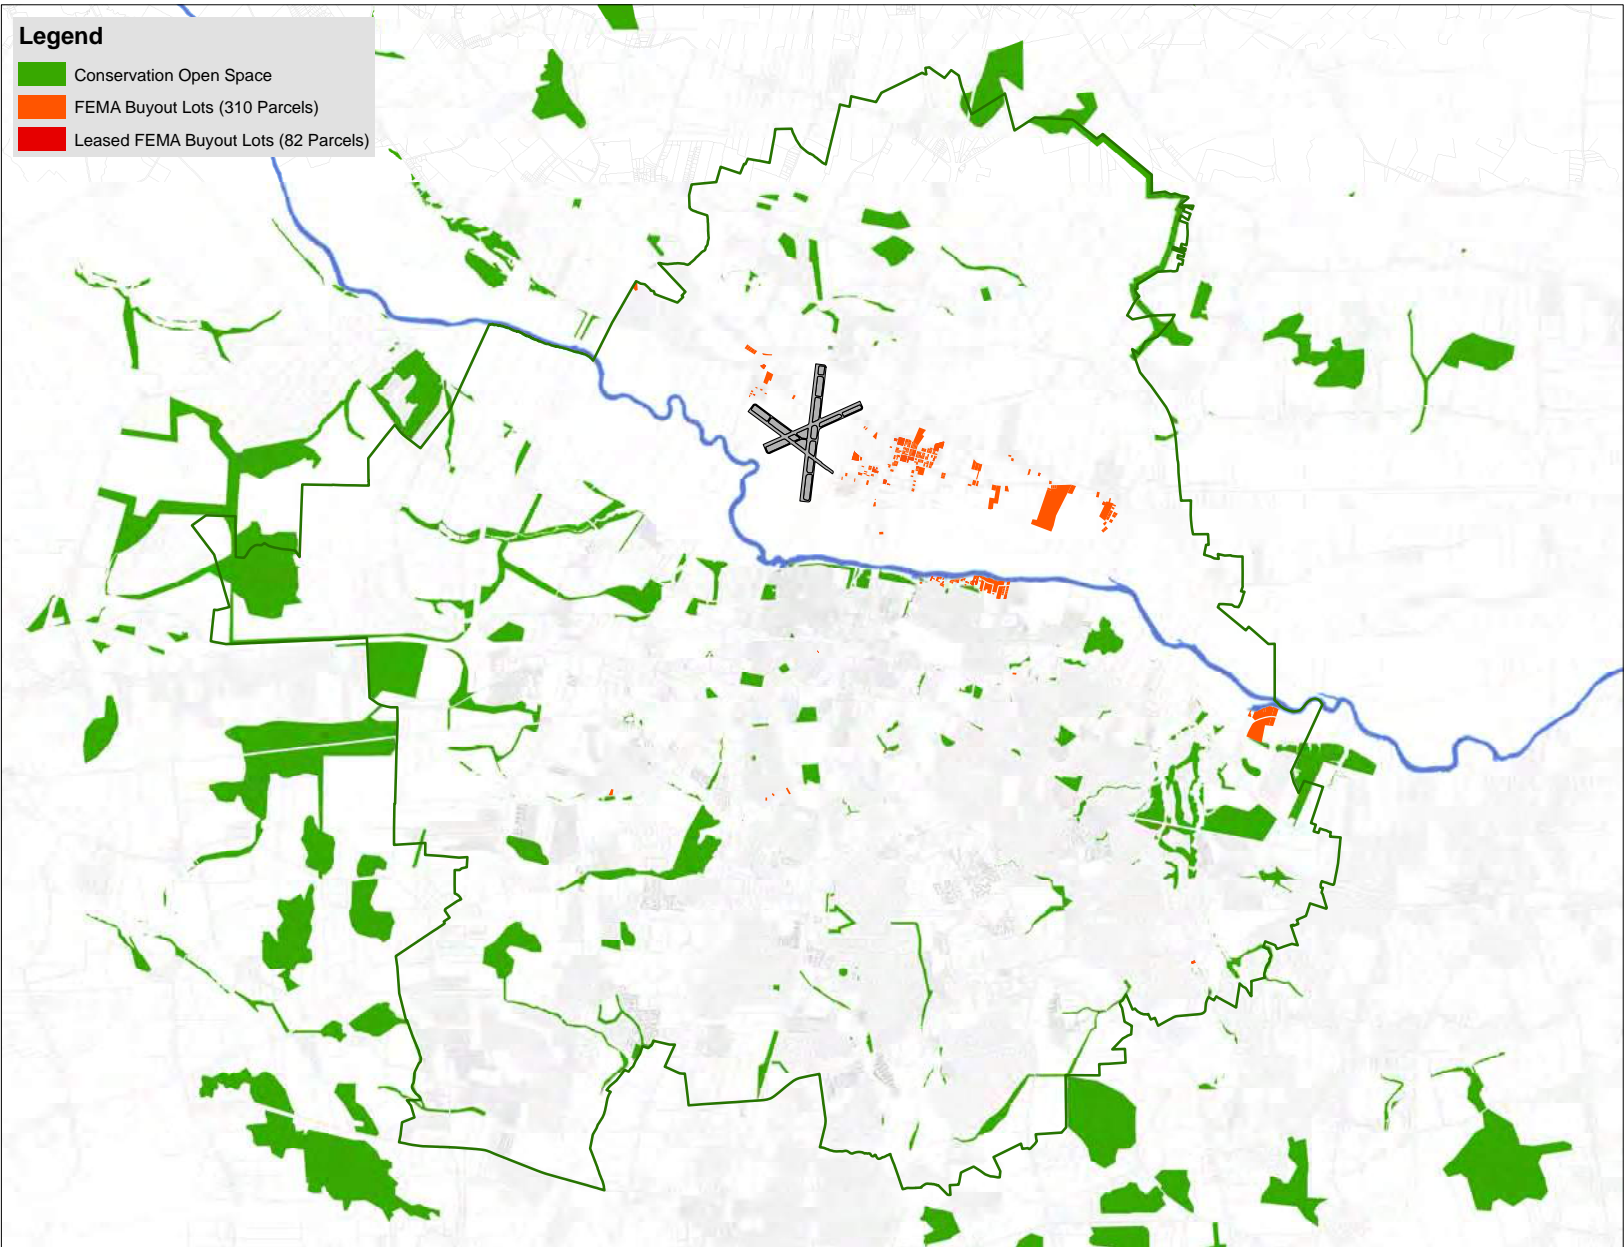 Legend
Conservation Open Space
FEMA Buyout Lots (310 Parcels)
Leased FEMA Buyout Lots (82 Parcels)